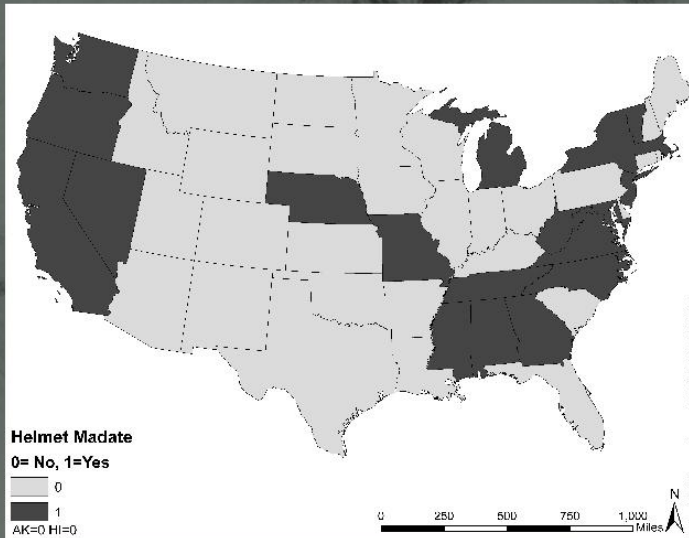 Helmet Madate
0= No, 1=Yes
0
1
AK=0 HI=0
0 250 500 750 1,000
Miles
N